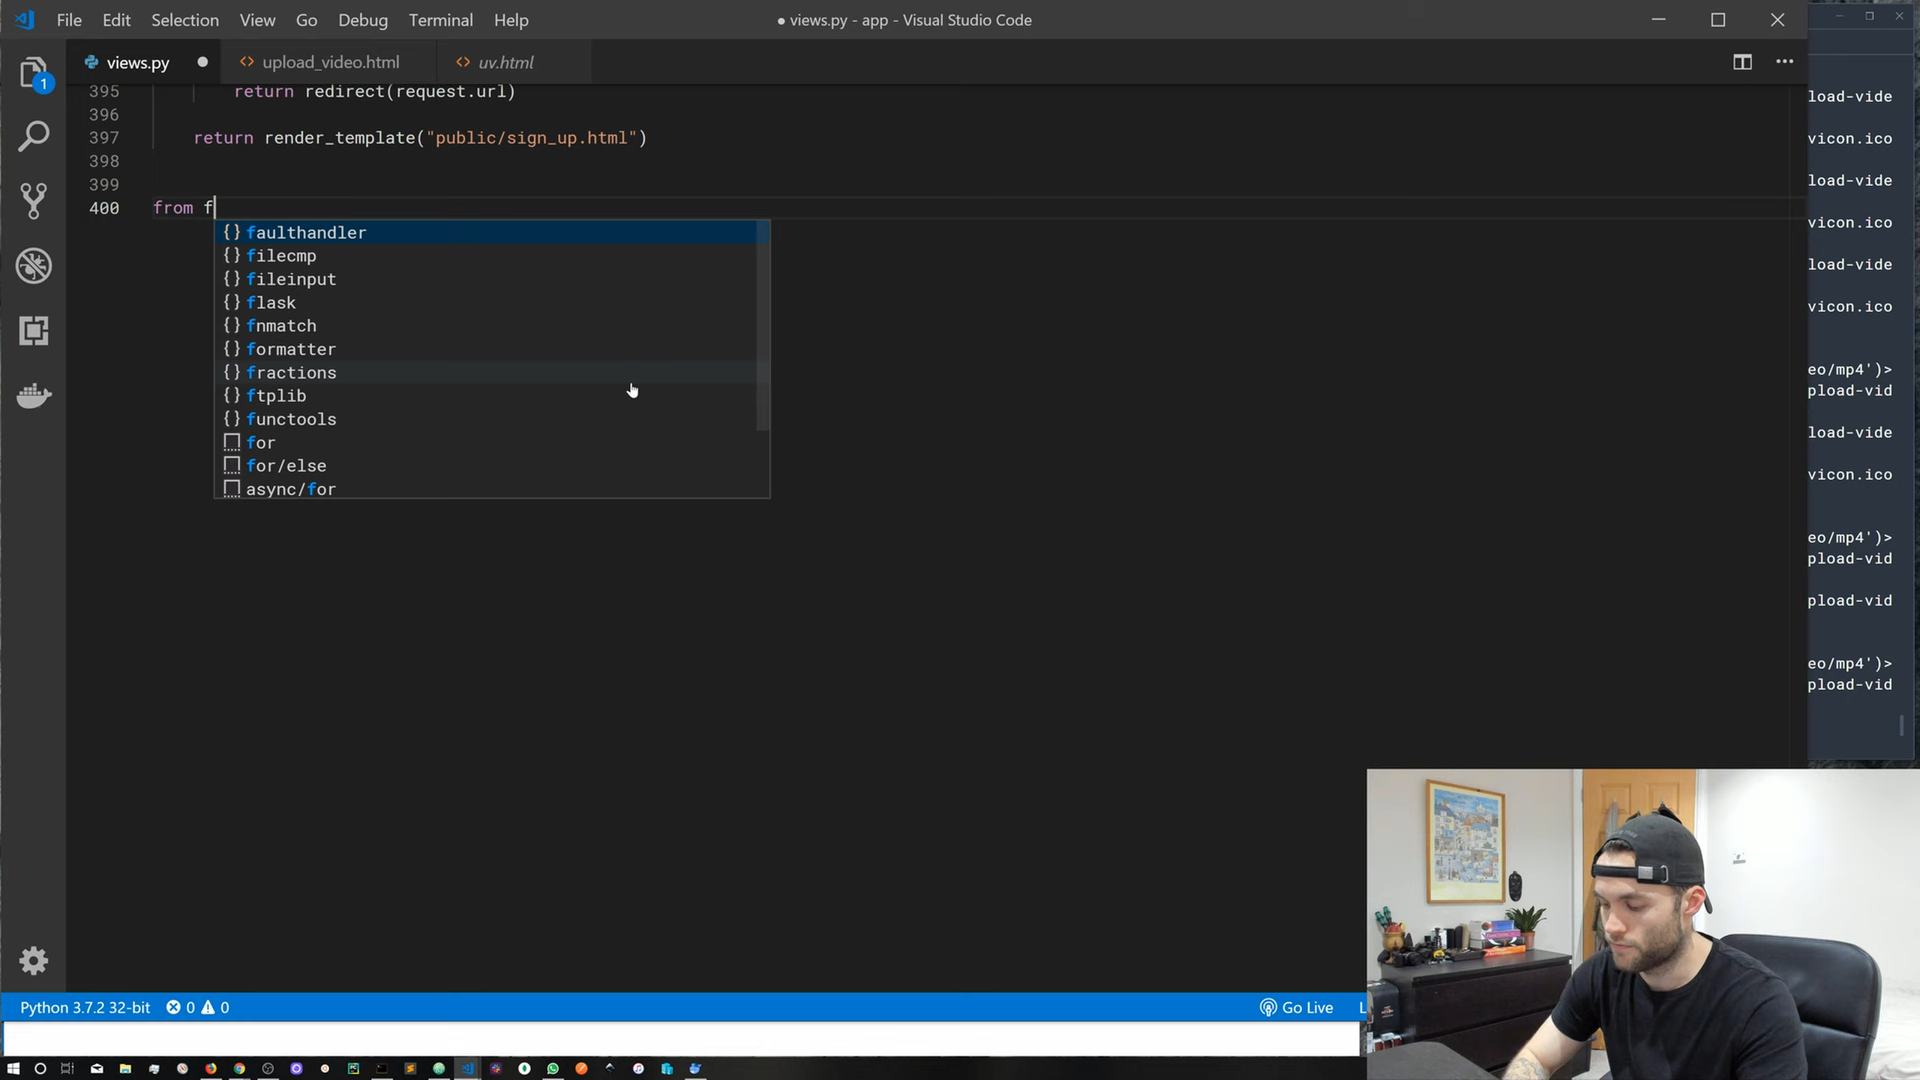 File Edit Selection View Go Debug Terminal Help
● views.py - app - Visual Studio Code
views.py
upload_video.html
uv.html
1
395 return redirect(request.url)
396
397 return render_template("public/sign_up.html")
398
399
400 from f
faulthandler
filecmp
fileinput
flask
fnmatch
formatter
fractions
ftplib
functools
for
for/else
async/for
load-vide
vicon.ico
load-vide
vicon.ico
load-vide
vicon.ico
eo/mp4')>
pload-vid
load-vide
vicon.ico
eo/mp4')>
pload-vid
pload-vid
eo/mp4')>
pload-vid
Python 3.7.2 32-bit 0 0
Go Live L